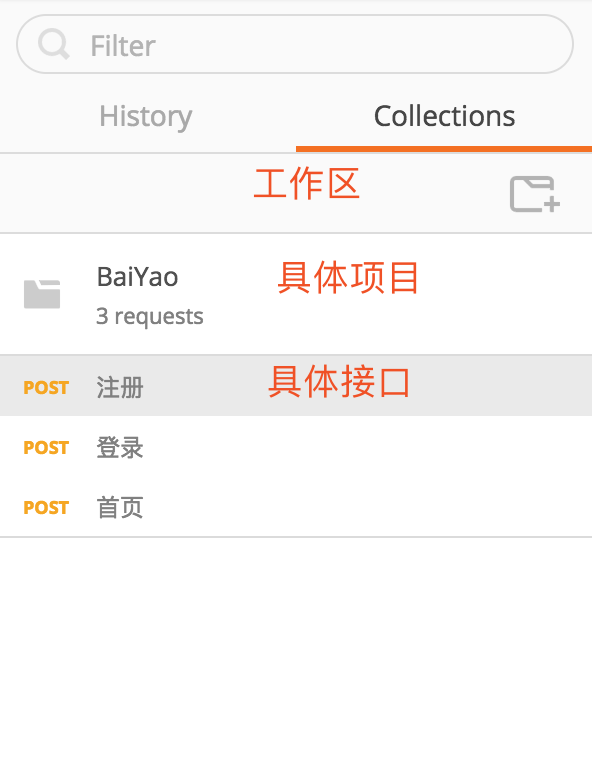 Filter
History Collections
工作区
BaiYao 具体项目
3 requests
POST 注册 具体接口
POST 登录
POST 首页